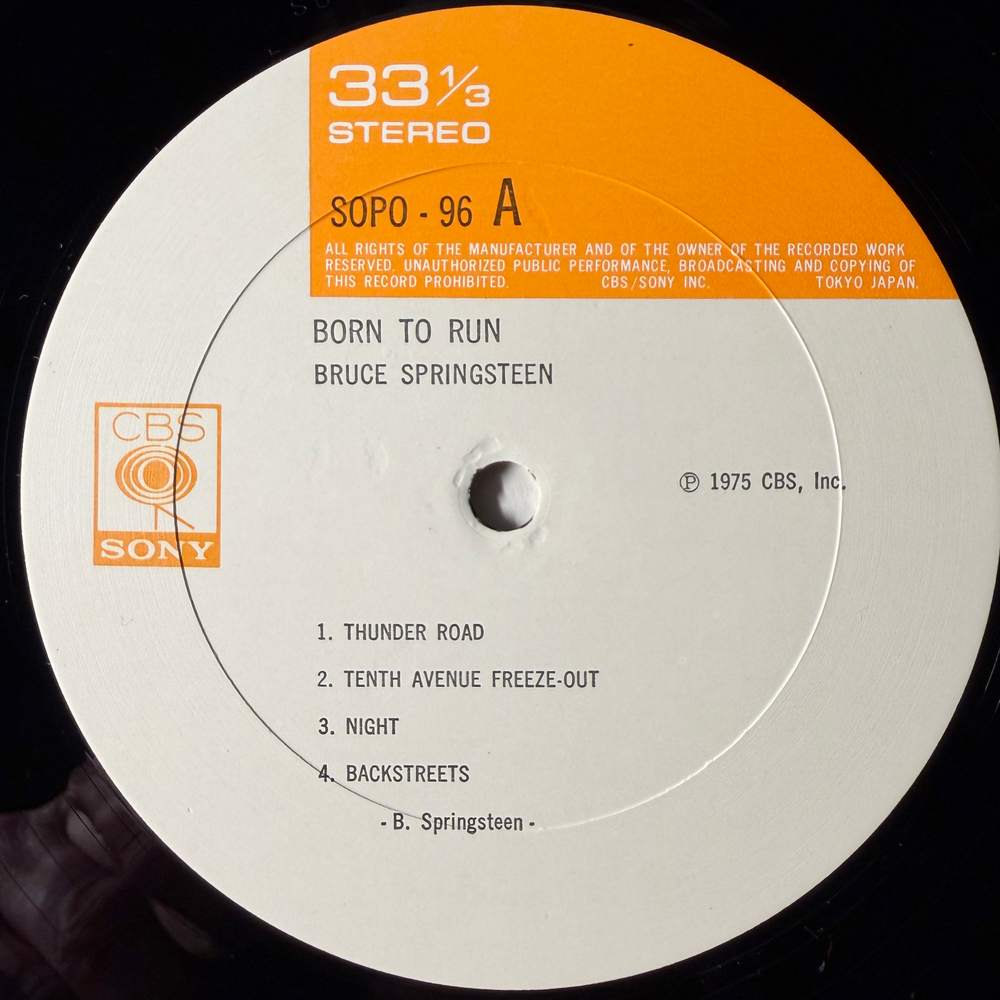 33 1/3
STEREO
SOPO - 96 A
ALL RIGHTS OF THE MANUFACTURER AND OF THE OWNER OF THE RECORDED WORK
RESERVED. UNAUTHORIZED PUBLIC PERFORMANCE, BROADCASTING AND COPYING OF
THIS RECORD PROHIBITED. CBS/SONY INC. TOKYO JAPAN.
BORN TO RUN
BRUCE SPRINGSTEEN
CBS
SONY
℗ 1975 CBS, Inc.
1. THUNDER ROAD
2. TENTH AVENUE FREEZE-OUT
3. NIGHT
4. BACKSTREETS
- B. Springsteen -